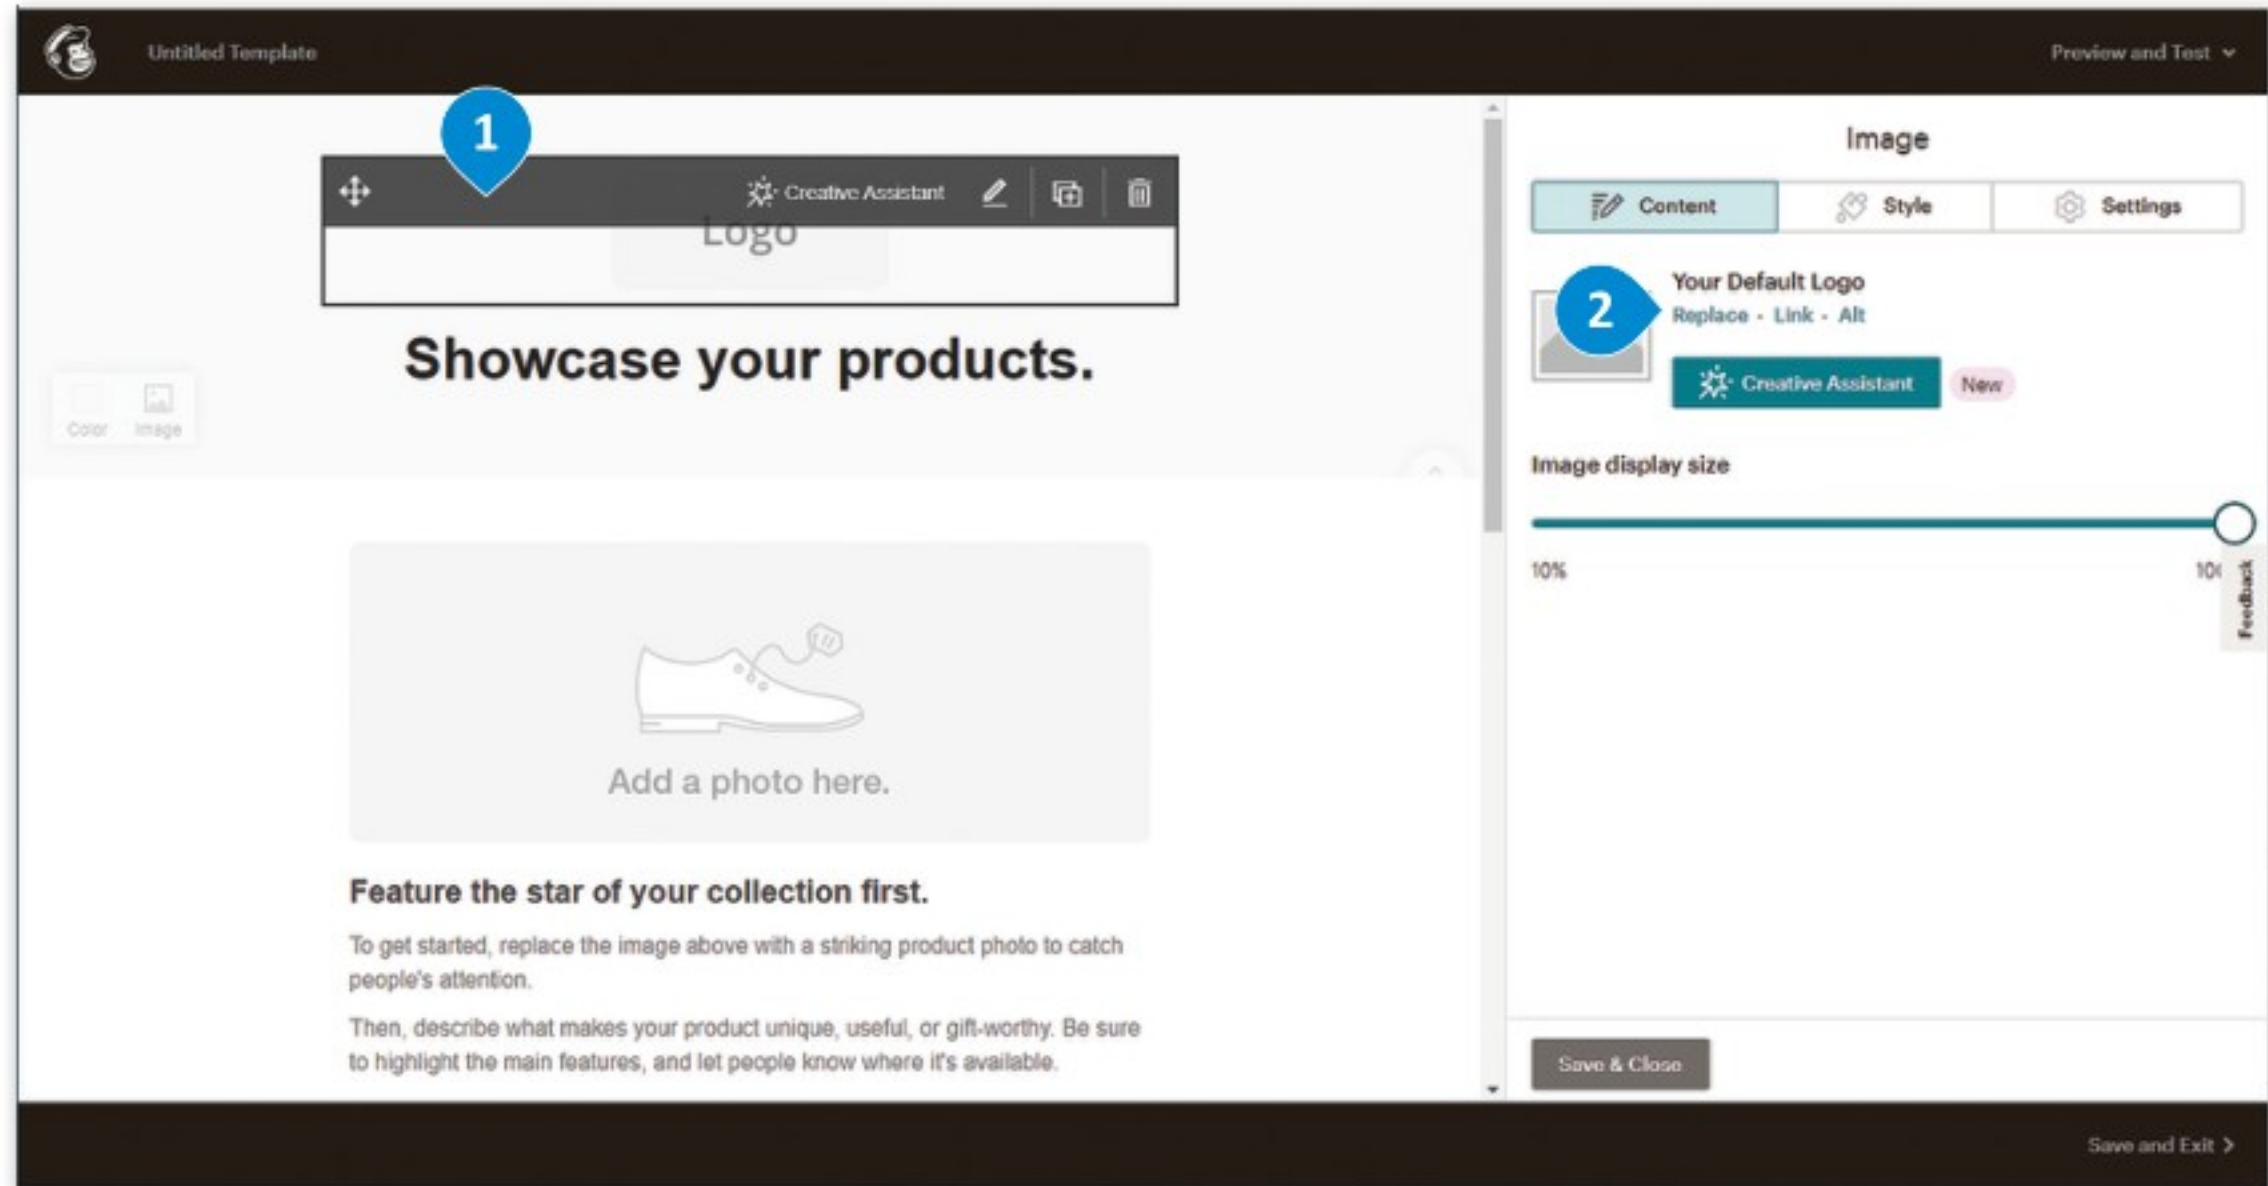 Untitled Template
Preview and Test
1
Creative Assistant
Logo
Showcase your products.
Color Image
Add a photo here.
Feature the star of your collection first.
To get started, replace the image above with a striking product photo to catch
people's attention.
Then, describe what makes your product unique, useful, or gift-worthy. Be sure
to highlight the main features, and let people know where it's available.
Image
Content Style Settings
2
Your Default Logo
Replace - Link - Alt
Creative Assistant New
Image display size
10% 10
Feedback
Save & Close
Save and Exit